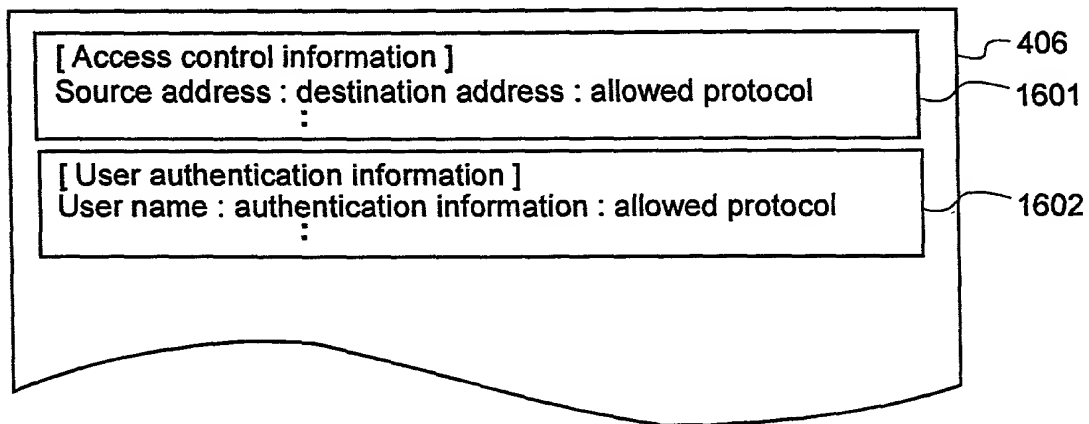 [ Access control information ]
Source address : destination address : allowed protocol
:
[ User authentication information ]
User name : authentication information : allowed protocol
:
406
1601
1602